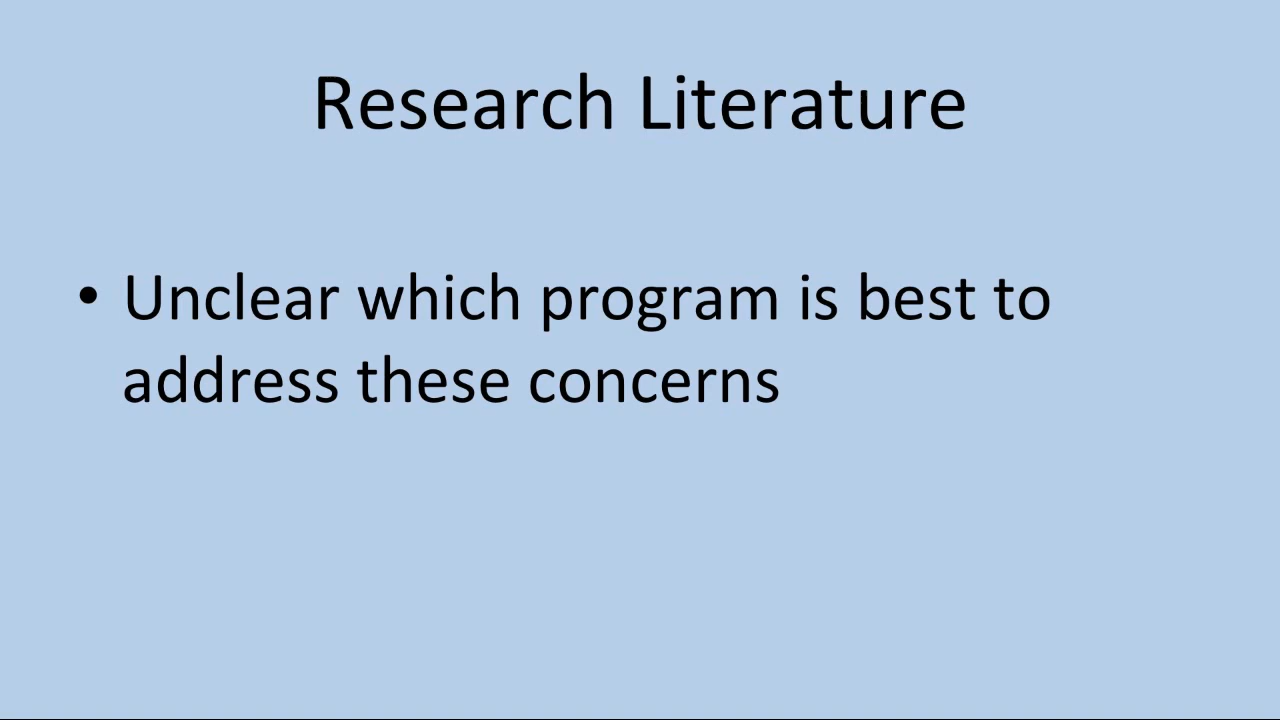 Research Literature
• Unclear which program is best to
address these concerns